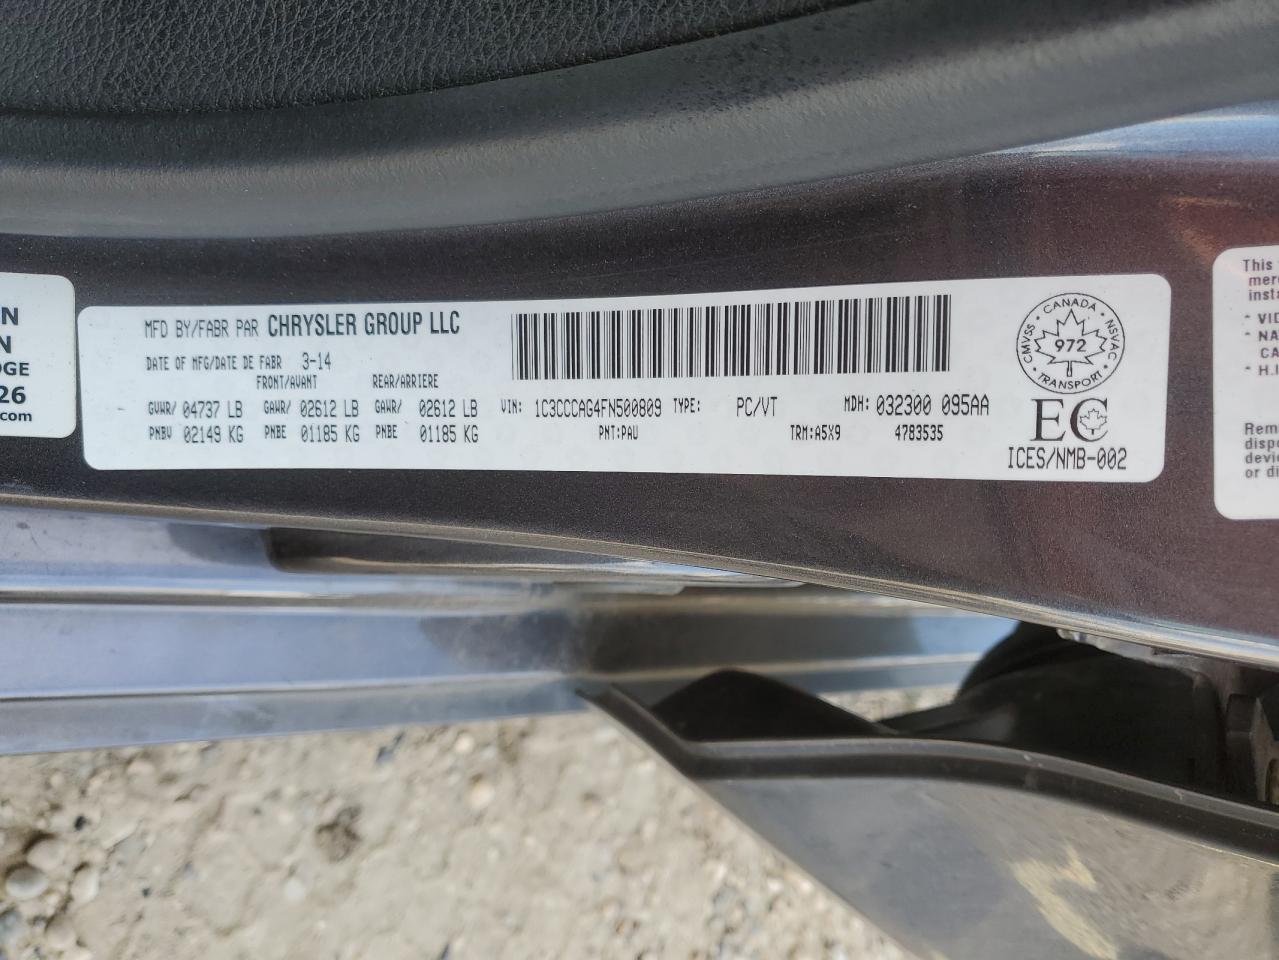 N
N
DGE
26
com
MFD BY/FABR PAR CHRYSLER GROUP LLC
DATE OF MFG/DATE DE FABR 3-14
FRONT/AVANT REAR/ARRIERE
GVWR/ 04737 LB GAWR/ 02612 LB GAWR/ 02612 LB VIN: 1C3CCCAG4FN500809 TYPE: PC/VT MDH: 032300 095AA
PNBV 02149 KG PNBE 01185 KG PNBE 01185 KG PNT:PAU TRM:A5X9 4783535
CANADA
CMVSS 972 NSVAC
TRANSPORT
EC
ICES/NMB-002
This
mer
insta
* VID
* NA
CA
* H.I
Rem
dispo
devi
or di